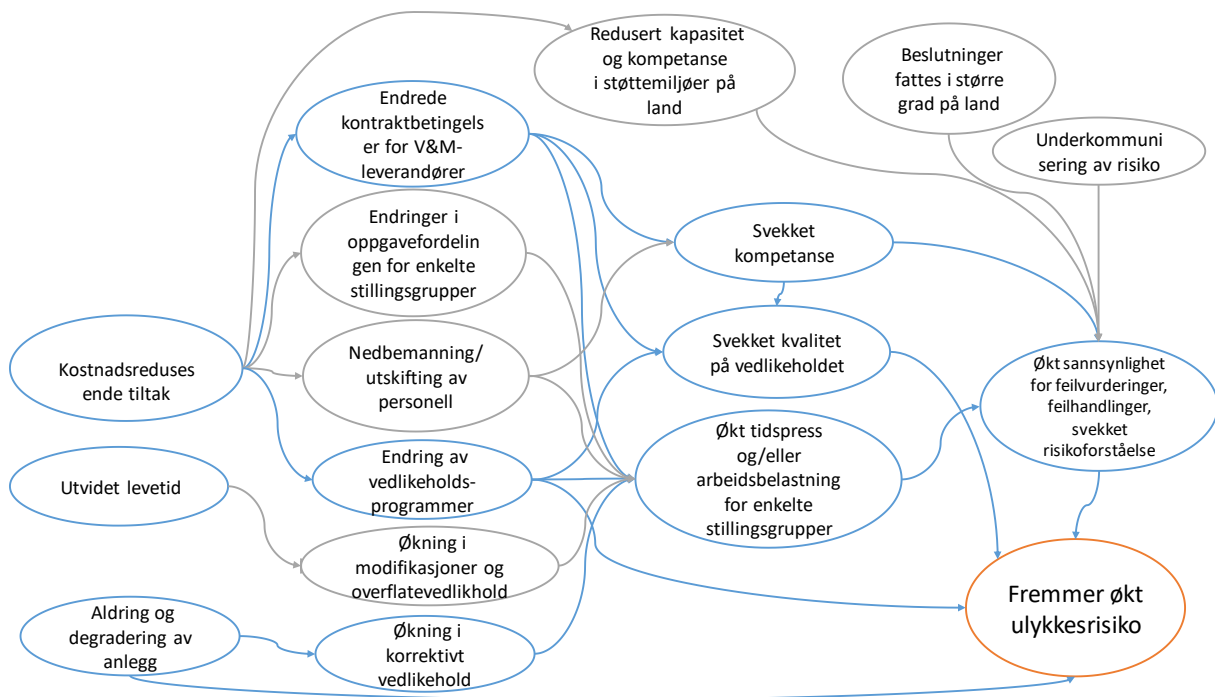 Redusert kapasitet
og kompetanse
i støttemiljøer på
land
Beslutninger
fattes i større
grad på land
Underkommuni
sering av risiko
Endrede
kontraktbetingels
er for V&M-
leverandører
Endringer i
oppgavefordelin
gen for enkelte
stillingsgrupper
Svekket
kompetanse
Kostnadsreduses
ende tiltak
Nedbemanning/
utskifting av
personell
Svekket kvalitet
på vedlikeholdet
Økt sannsynlighet
for feilvurderinger,
feilhandlinger,
svekket
risikoforståelse
Utvidet levetid
Endring av
vedlikeholds-
programmer
Økt tidspress
og/eller
arbeidsbelastning
for enkelte
stillingsgrupper
Økning i
modifikasjoner og
overflatevedlikhold
Fremmer økt
ulykkesrisiko
Aldring og
degradering av
anlegg
Økning i
korrektivt
vedlikehold